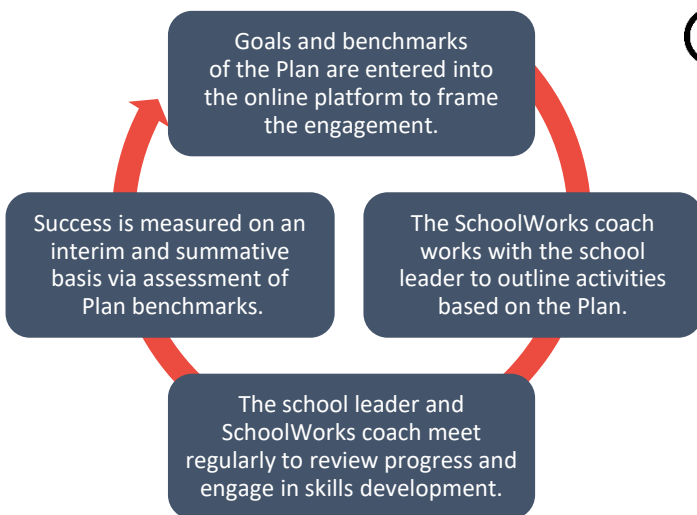 Goals and benchmarks
of the Plan are entered into
the online platform to frame
the engagement.
The SchoolWorks coach
works with the school
leader to outline activities
based on the Plan.
The school leader and
SchoolWorks coach meet
regularly to review progress and
engage in skills development.
Success is measured on an
interim and summative
basis via assessment of
Plan benchmarks.